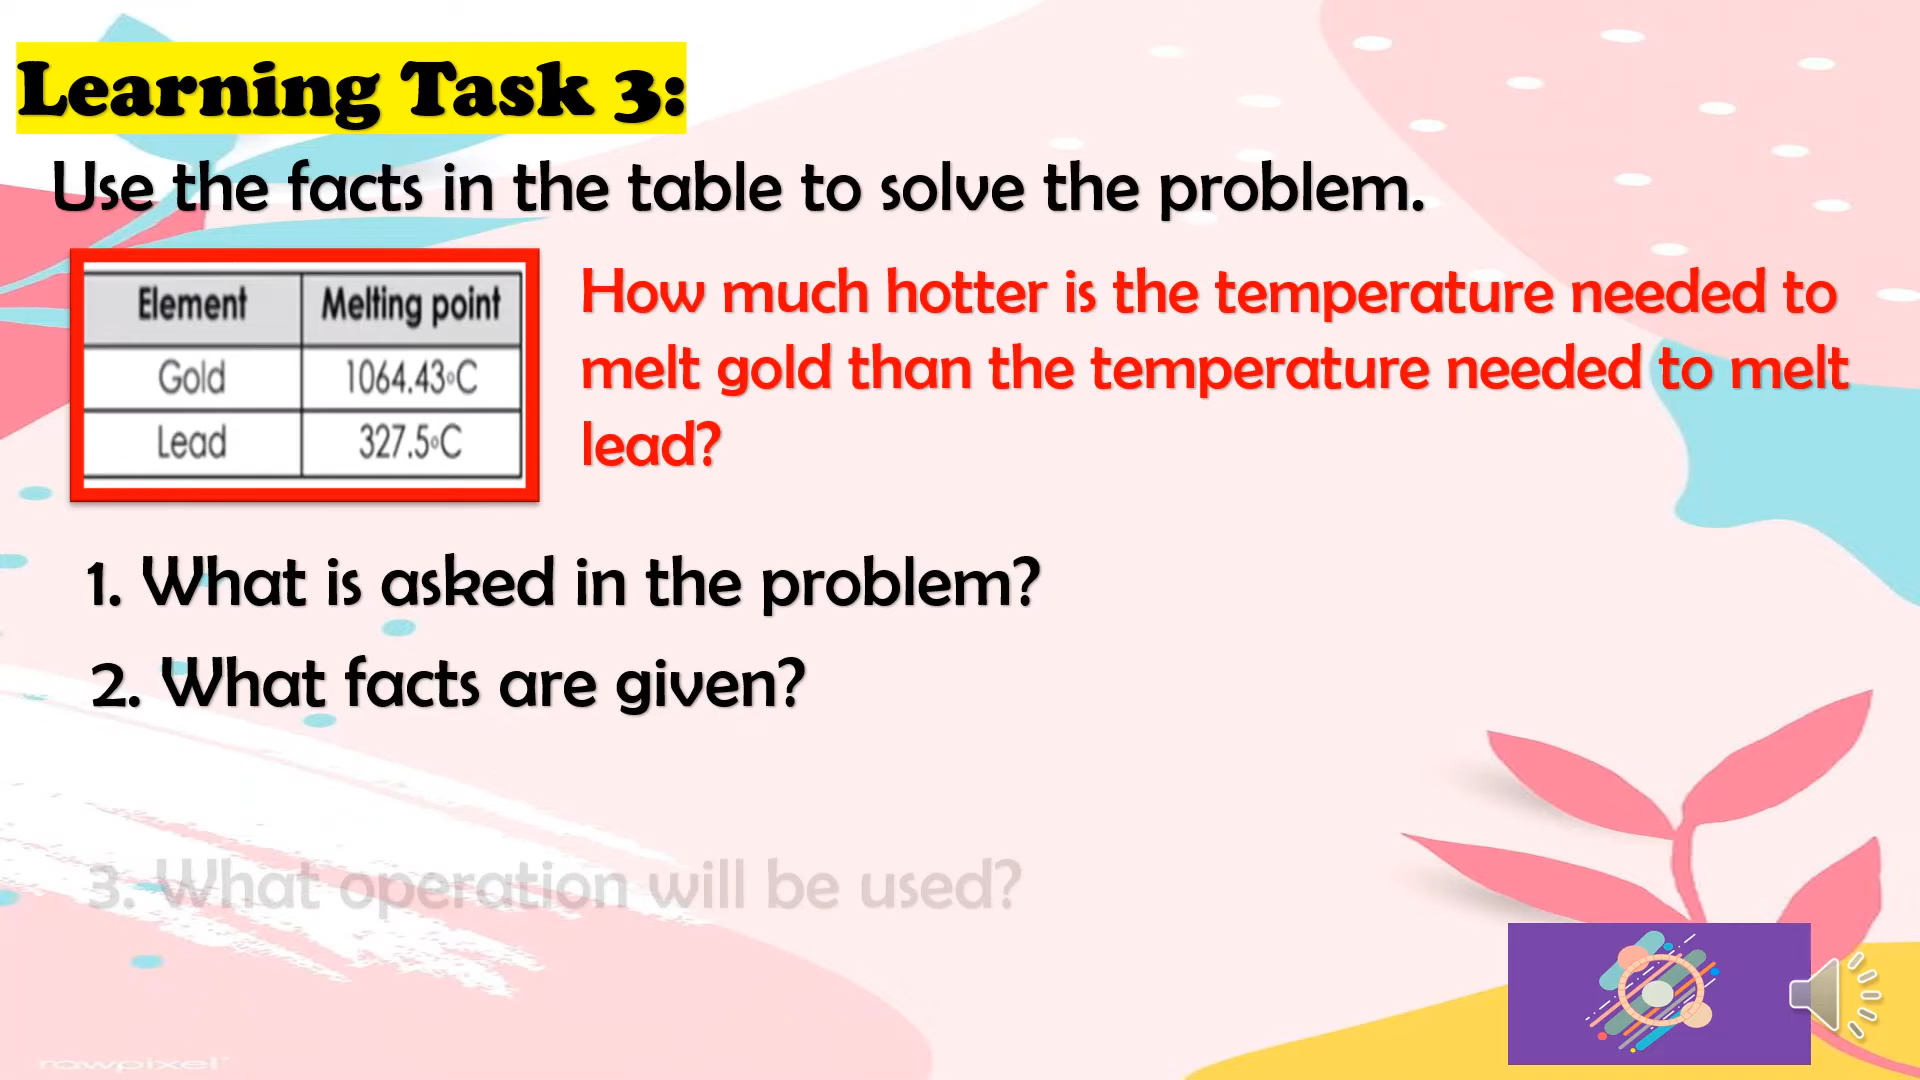 Learning Task 3:
Use the facts in the table to solve the problem.
Element Melting point
Gold 1064.43°C
Lead 327.5°C
How much hotter is the temperature needed to
melt gold than the temperature needed to melt
lead?
1. What is asked in the problem?
2. What facts are given?
3. What operation will be used?
rawpixel